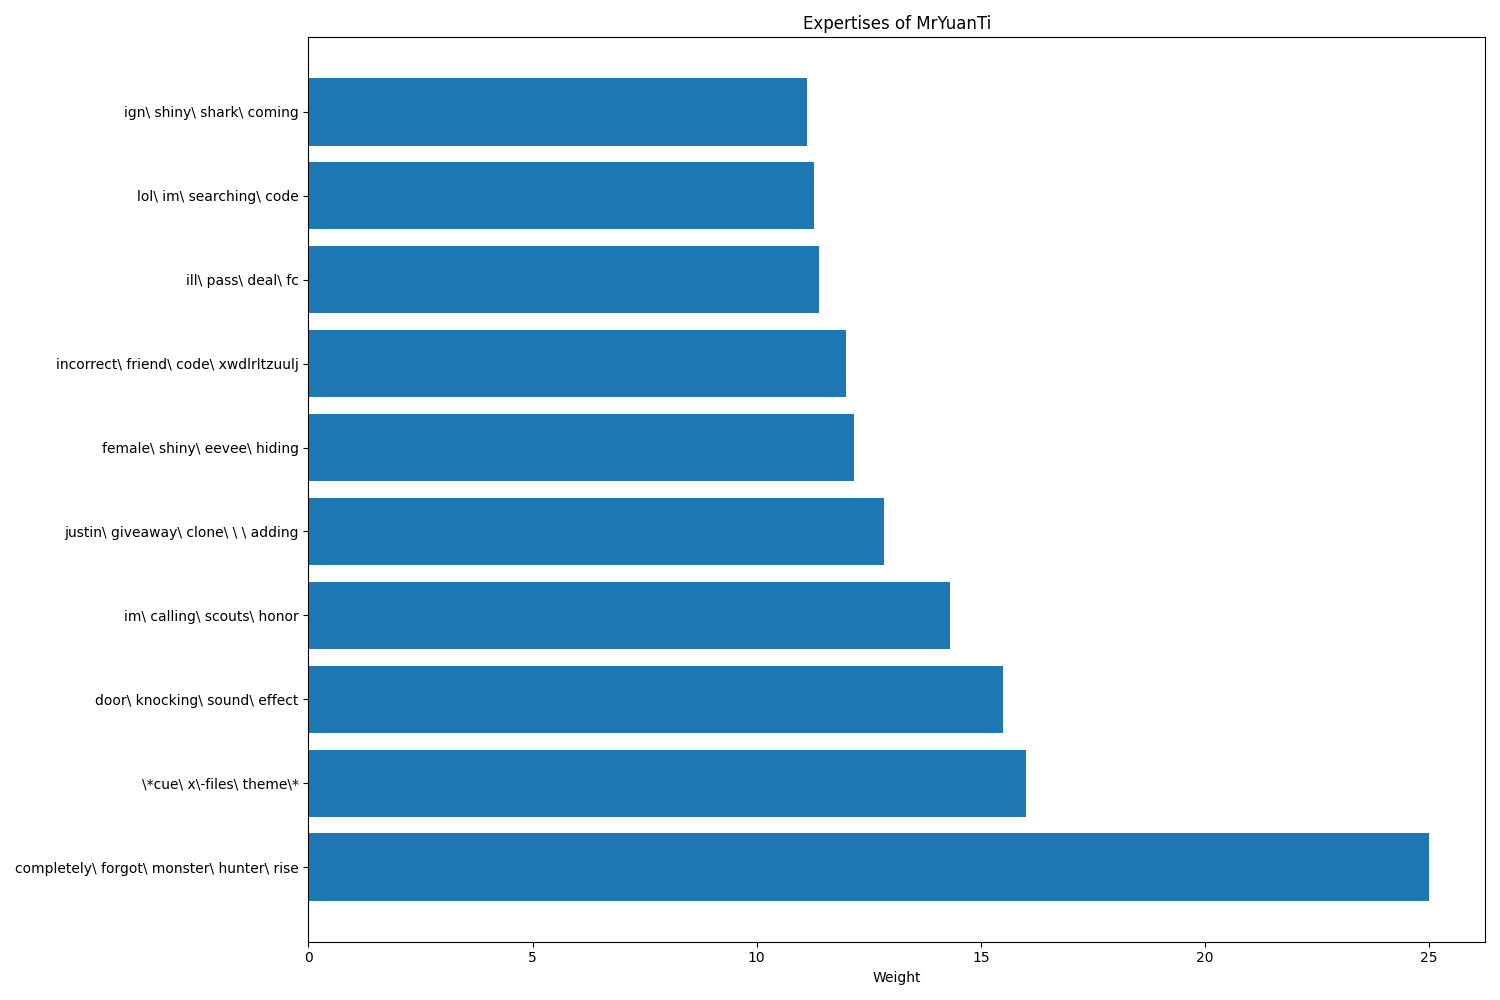 Expertises of MrYuanTi
ign\ shiny\ shark\ coming
lol\ im\ searching\ code
ill\ pass\ deal\ fc
incorrect\ friend\ code\ xwdlrltzuulj
female\ shiny\ eevee\ hiding
justin\ giveaway\ clone\ \ \ adding
im\ calling\ scouts\ honor
door\ knocking\ sound\ effect
\*cue\ x\-files\ theme\*
completely\ forgot\ monster\ hunter\ rise
0 5 10 15 20 25
Weight